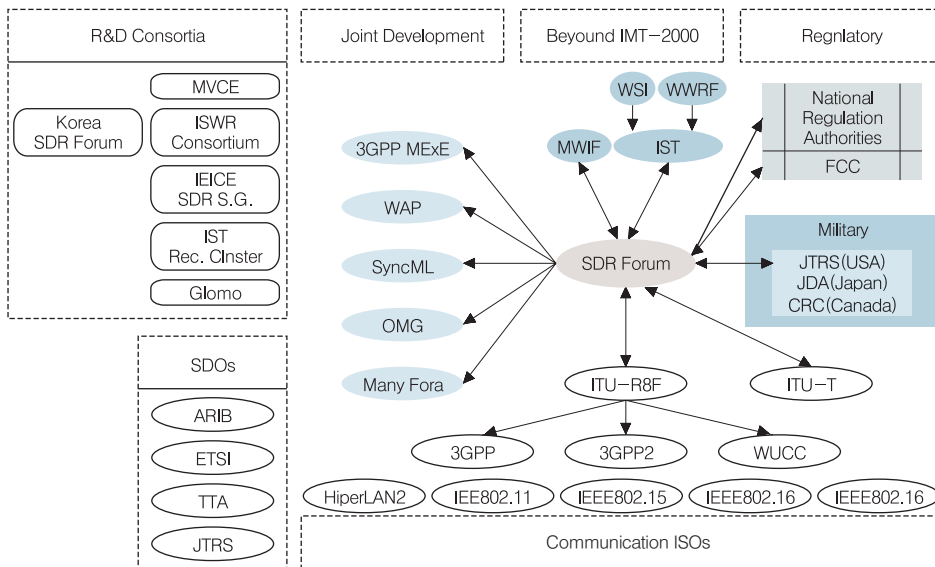 R&D Consortia
MVCE
Korea
SDR Forum
ISWR
Consortium
IEICE
SDR S.G.
IST
Rec. Clnster
Glomo
SDOs
ARIB
ETSI
TTA
JTRS
Joint Development
Beyound IMT-2000
Regnlatory
WSI
WWRF
MWIF
IST
3GPP MExE
WAP
SyncML
OMG
Many Fora
SDR Forum
National
Regulation
Authorities
FCC
Military
JTRS(USA)
JDA(Japan)
CRC(Canada)
ITU-R8F
ITU-T
3GPP
3GPP2
WUCC
HiperLAN2
IEE802.11
IEEE802.15
IEEE802.16
IEEE802.16
Communication ISOs